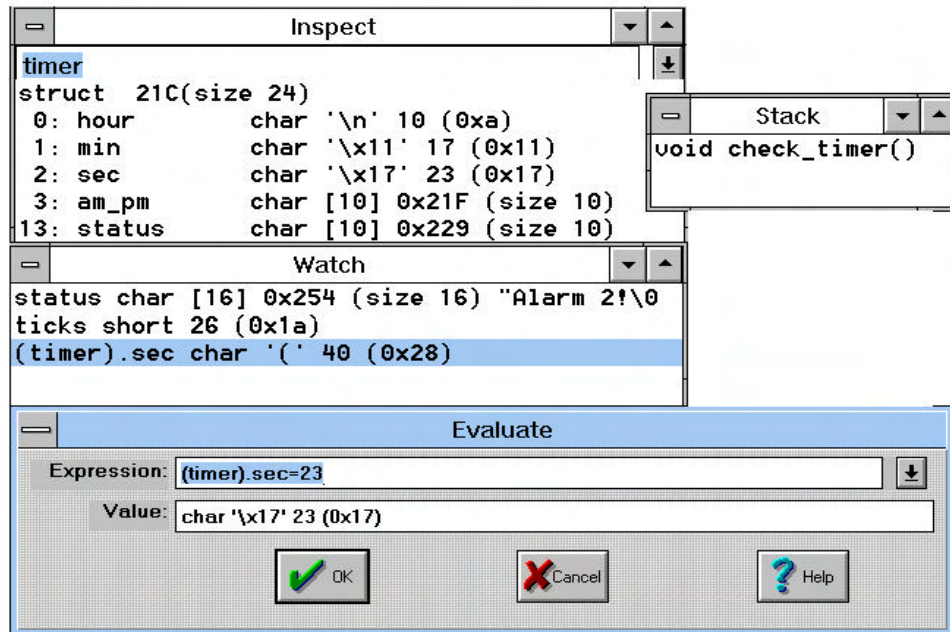 Inspect
timer
struct 21C(size 24)
0: hour char '\n' 10 (0xa)
1: min char '\x11' 17 (0x11)
2: sec char '\x17' 23 (0x17)
3: am_pm char [10] 0x21F (size 10)
13: status char [10] 0x229 (size 10)
Stack
void check_timer()
Watch
status char [16] 0x254 (size 16) "Alarm 2!\0
ticks short 26 (0x1a)
(timer).sec char '(' 40 (0x28)
Evaluate
Expression: (timer).sec=23
Value: char '\x17' 23 (0x17)
OK Cancel Help